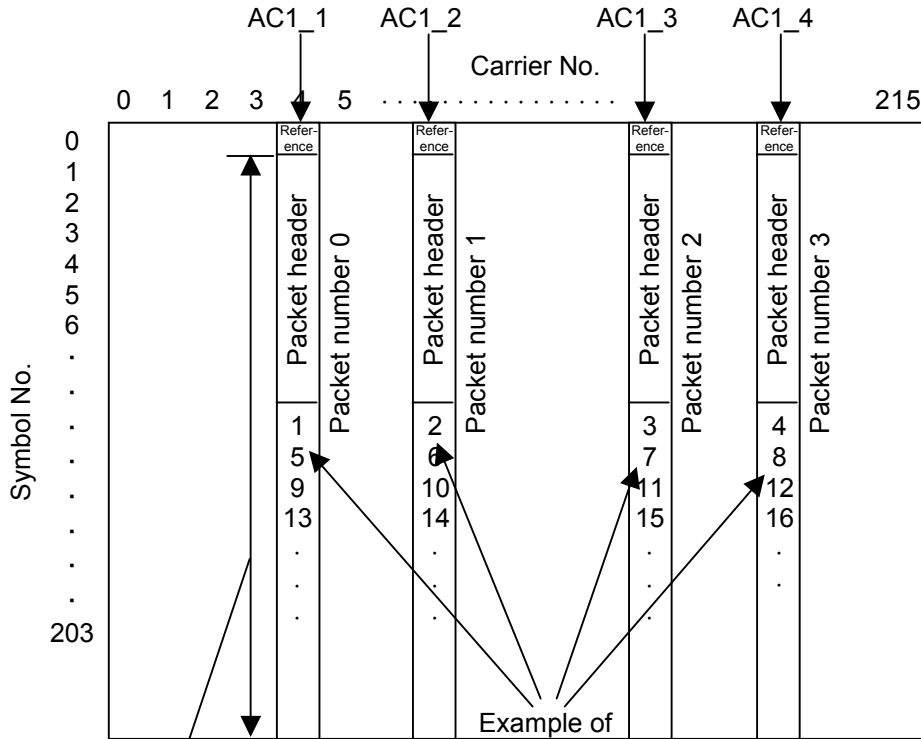 AC1_1 AC1_2 AC1_3 AC1_4
Carrier No.
0 1 2 3 4 5 . . . . . . . . . . . . . . . . 215
Symbol No.
0
1
2
3
4
5
6
.
.
.
.
.
.
.
.
203
Refer-
ence
Packet header
Packet number 0
1
5
9
13
.
.
.
Refer-
ence
Packet header
Packet number 1
2
6
10
14
.
.
.
Refer-
ence
Packet header
Packet number 2
3
7
11
15
.
.
.
Refer-
ence
Packet header
Packet number 3
4
8
12
16
.
.
Example of